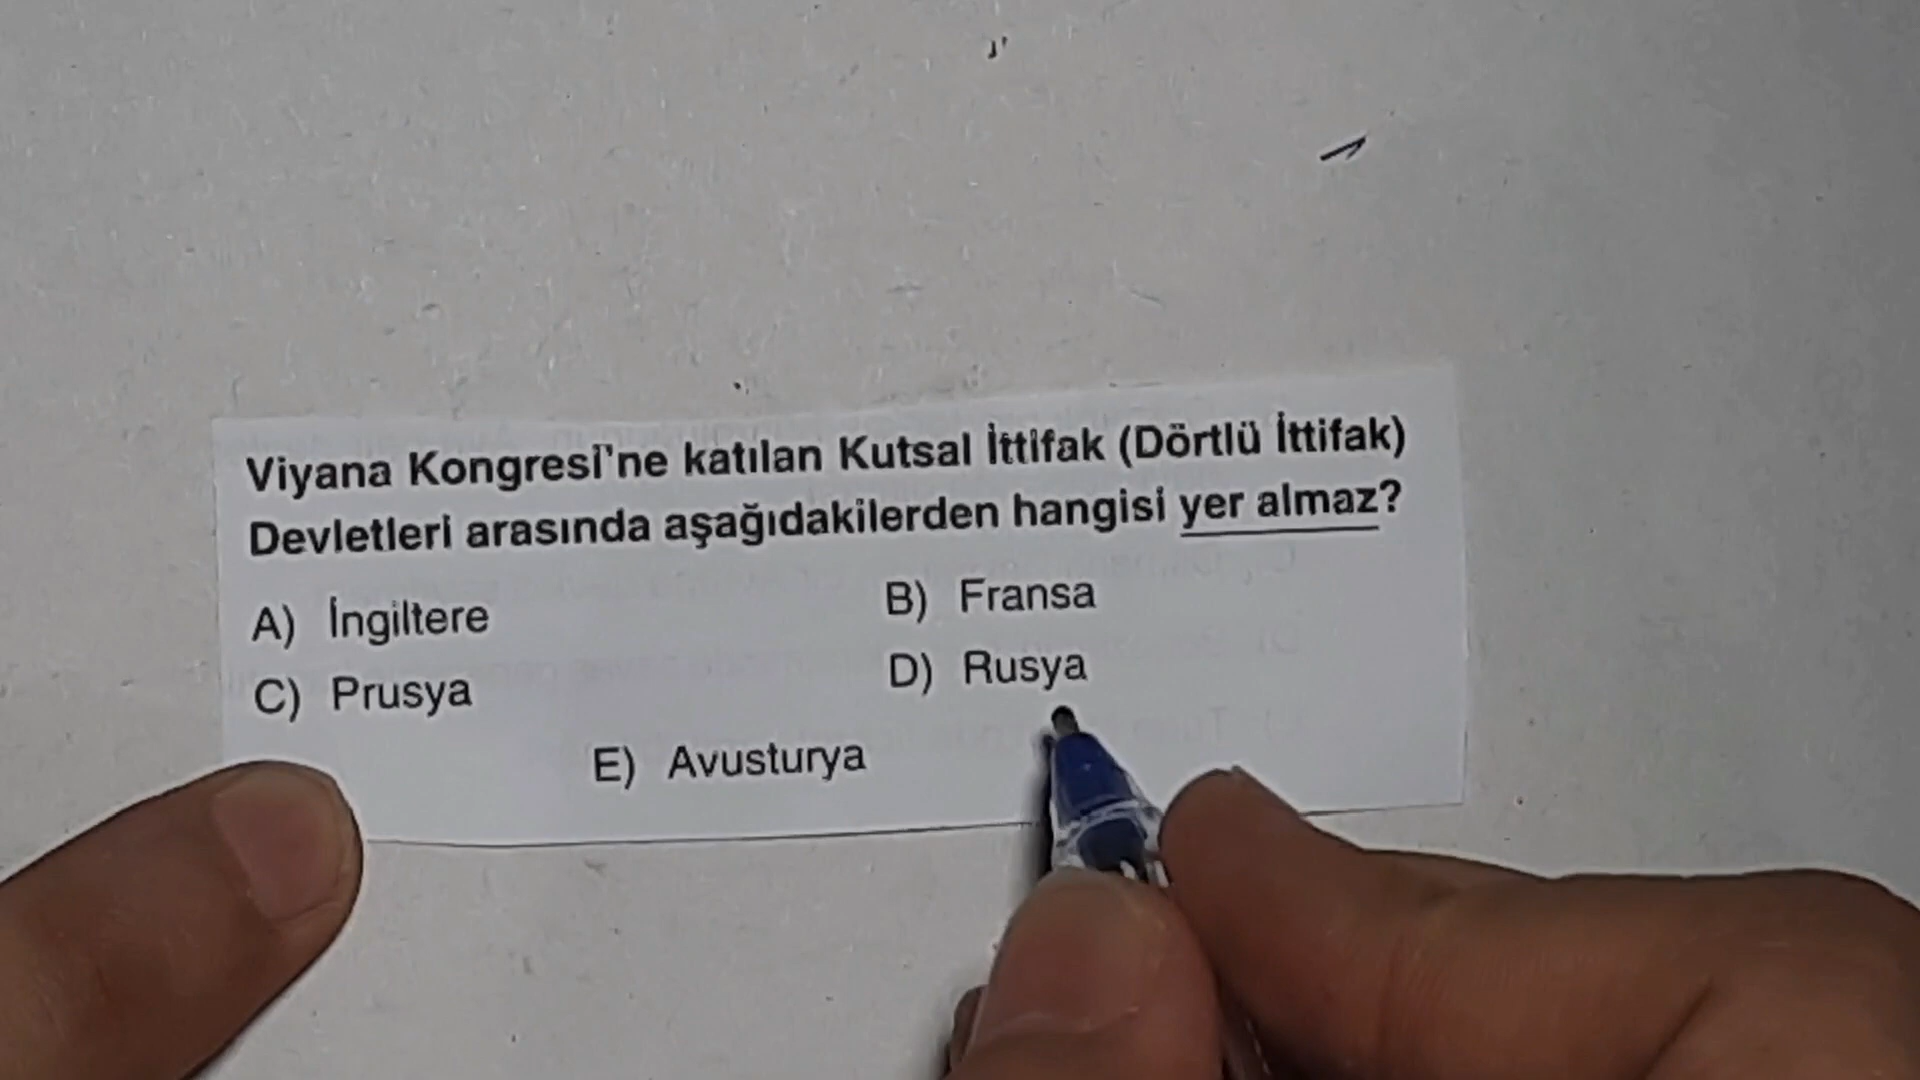 Viyana Kongresi'ne katılan Kutsal İttifak (Dörtlü İttifak)
Devletleri arasında aşağıdakilerden hangisi yer almaz?
A) İngiltere
B) Fransa
C) Prusya
D) Rusya
E) Avusturya